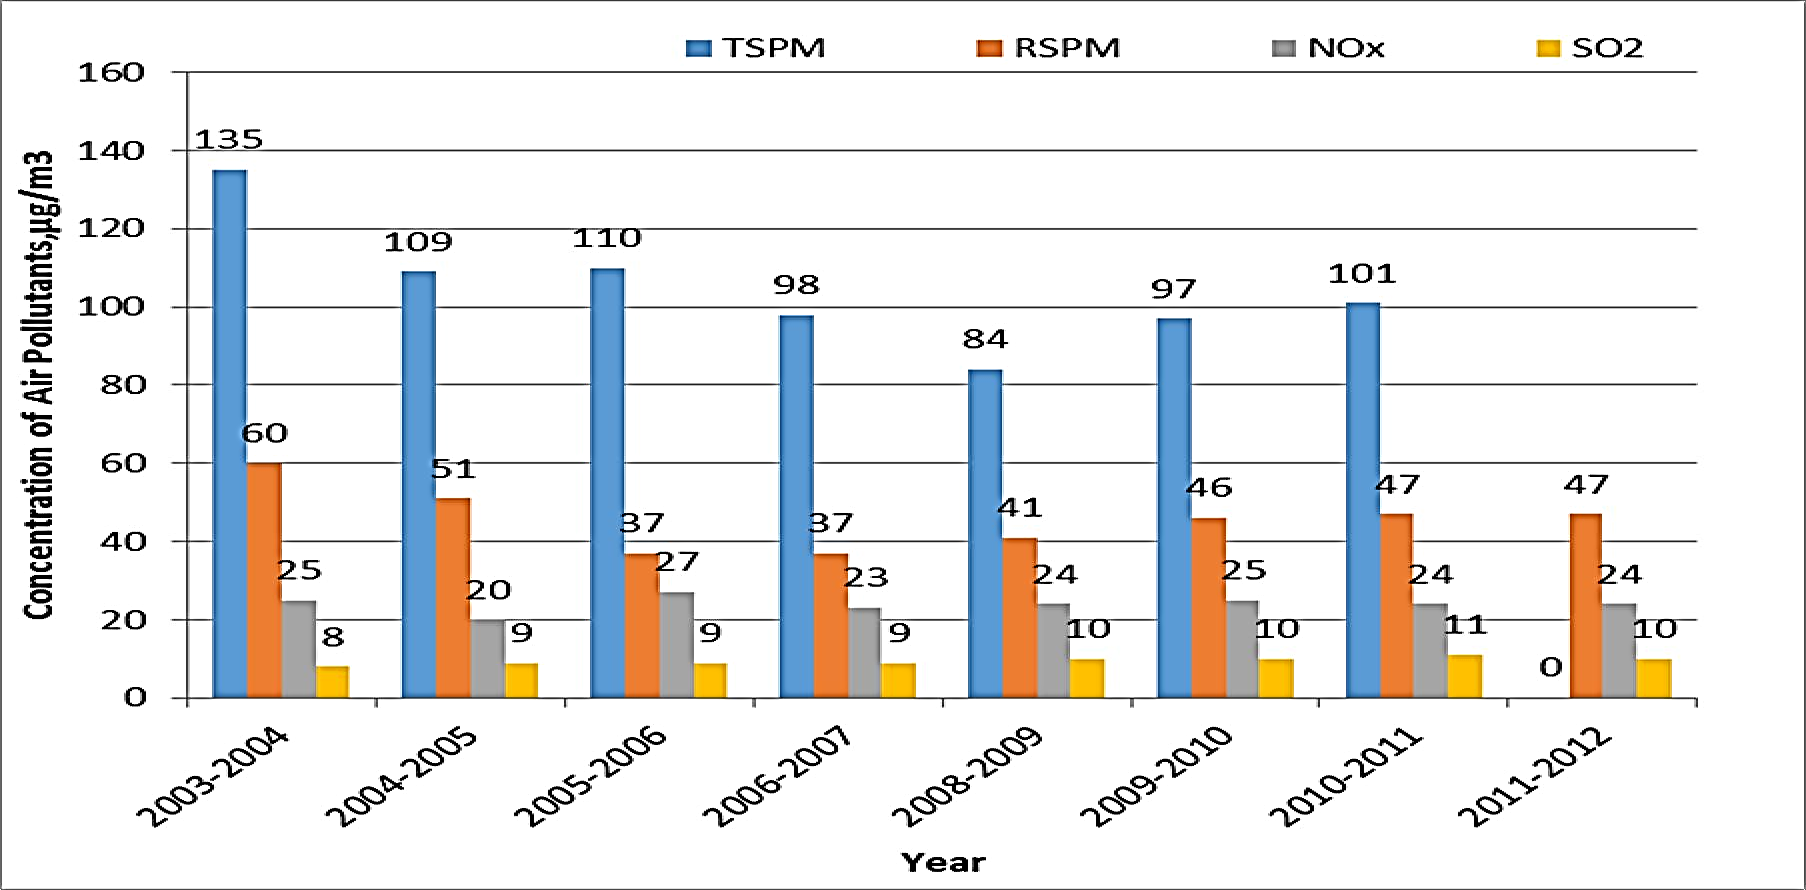 TSPM RSPM NOx SO2
Concentration of Air Pollutants,µg/m3
160
140
120
100
80
60
40
20
0
135 60 25 8
109 51 20 9
110 37 27 9
98 37 23 9
84 41 24 10
97 46 25 10
101 47 24 11
0 47 24 10
2003-2004 2004-2005 2005-2006 2006-2007 2008-2009 2009-2010 2010-2011 2011-2012
Year